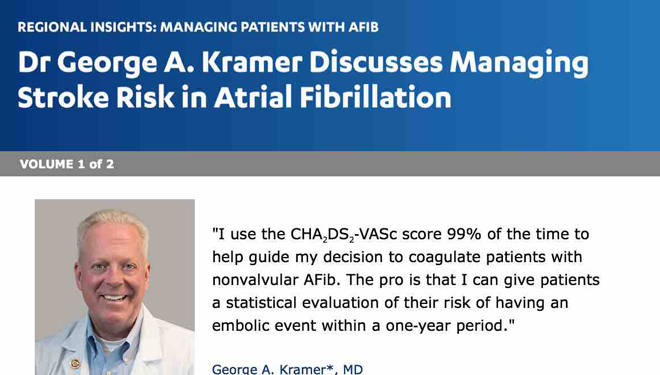 REGIONAL INSIGHTS: MANAGING PATIENTS WITH AFIB
Dr George A. Kramer Discusses Managing
Stroke Risk in Atrial Fibrillation
VOLUME 1 of 2
"I use the CHA₂DS₂-VASc score 99% of the time to
help guide my decision to coagulate patients with
nonvalvular AFib. The pro is that I can give patients
a statistical evaluation of their risk of having an
embolic event within a one-year period."
George A. Kramer*, MD